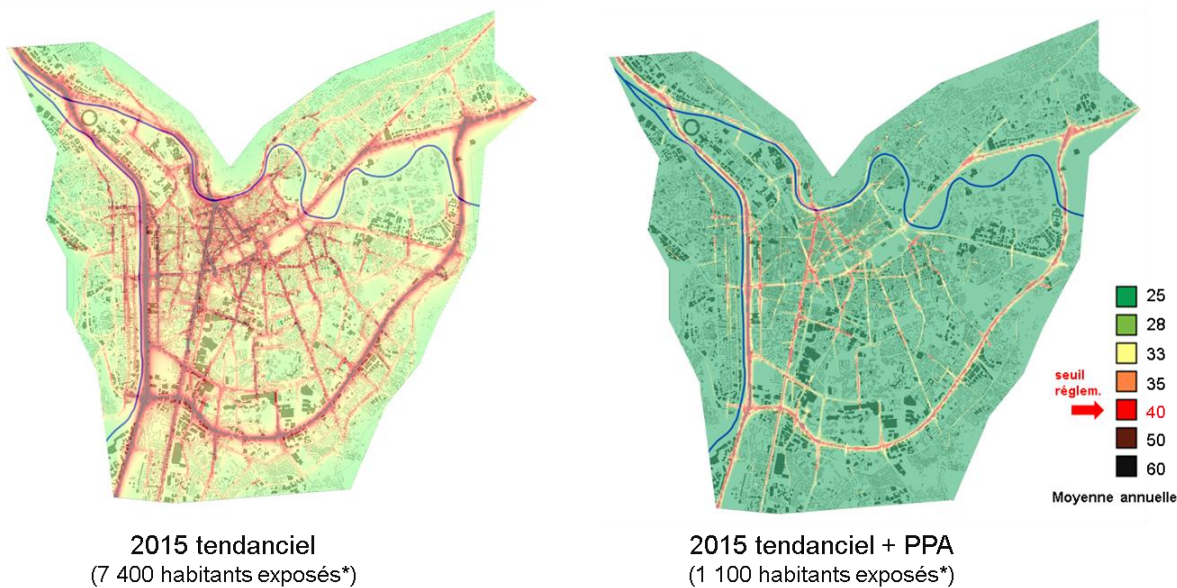 25
28
33
seuil
réglem.
35
40
50
60
Moyenne annuelle
2015 tendanciel
(7 400 habitants exposés*)
2015 tendanciel + PPA
(1 100 habitants exposés*)